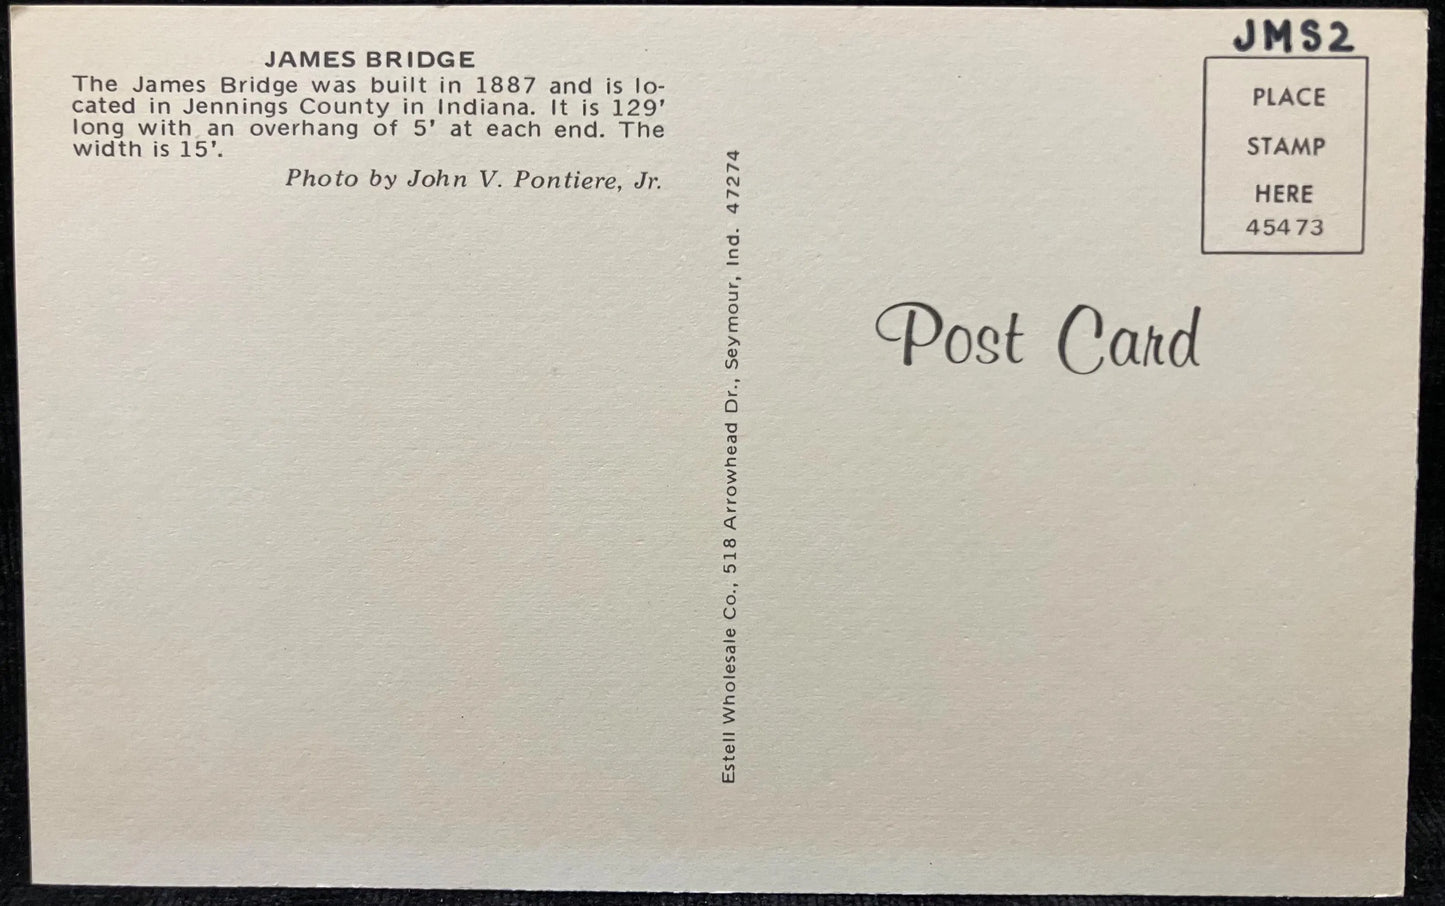 JAMES BRIDGE
The James Bridge was built in 1887 and is lo-
cated in Jennings County in Indiana. It is 129'
long with an overhang of 5' at each end. The
width is 15'.
Photo by John V. Pontiere, Jr.
Estell Wholesale Co., 518 Arrowhead Dr., Seymour, Ind. 47274
JMS2
PLACE
STAMP
HERE
45473
Post Card